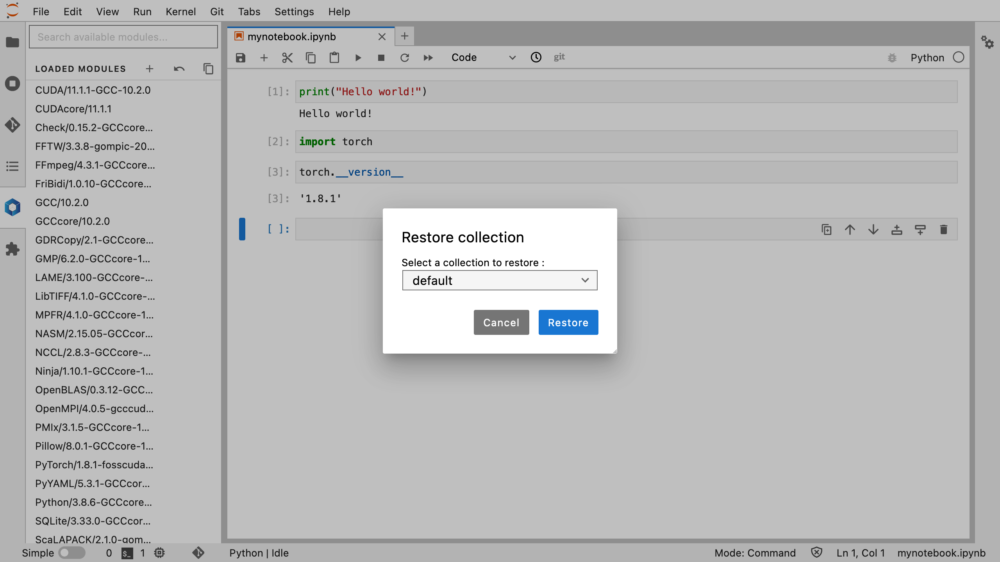 File Edit View Run Kernel Git Tabs Settings Help
Search available modules...
LOADED MODULES
CUDA/11.1.1-GCC-10.2.0
CUDAcore/11.1.1
Check/0.15.2-GCCcore...
FFTW/3.3.8-gompic-20...
FFmpeg/4.3.1-GCCcore...
FriBidi/1.0.10-GCCcore...
GCC/10.2.0
GCCcore/10.2.0
GDRCopy/2.1-GCCcore...
GMP/6.2.0-GCCcore-1...
LAME/3.100-GCCcore-...
LibTIFF/4.1.0-GCCcore-...
MPFR/4.1.0-GCCcore-1...
NASM/2.15.05-GCCcor...
NCCL/2.8.3-GCCcore-...
Ninja/1.10.1-GCCcore-1...
OpenBLAS/0.3.12-GCC...
OpenMPI/4.0.5-gcccud...
PMIx/3.1.5-GCCcore-1...
Pillow/8.0.1-GCCcore-1...
PyTorch/1.8.1-fosscuda...
PyYAML/5.3.1-GCCcor...
Python/3.8.6-GCCcore...
SQLite/3.33.0-GCCcor...
ScaLAPACK/2.1.0-gom...
mynotebook.ipynb
Code git Python
[1]: print("Hello world!")
Hello world!
[2]: import torch
[3]: torch.__version__
[3]: '1.8.1'
[ ]:
Restore collection
Select a collection to restore :
default
Cancel Restore
Simple 0 $_ 1 Python | Idle Mode: Command Ln 1, Col 1 mynotebook.ipynb